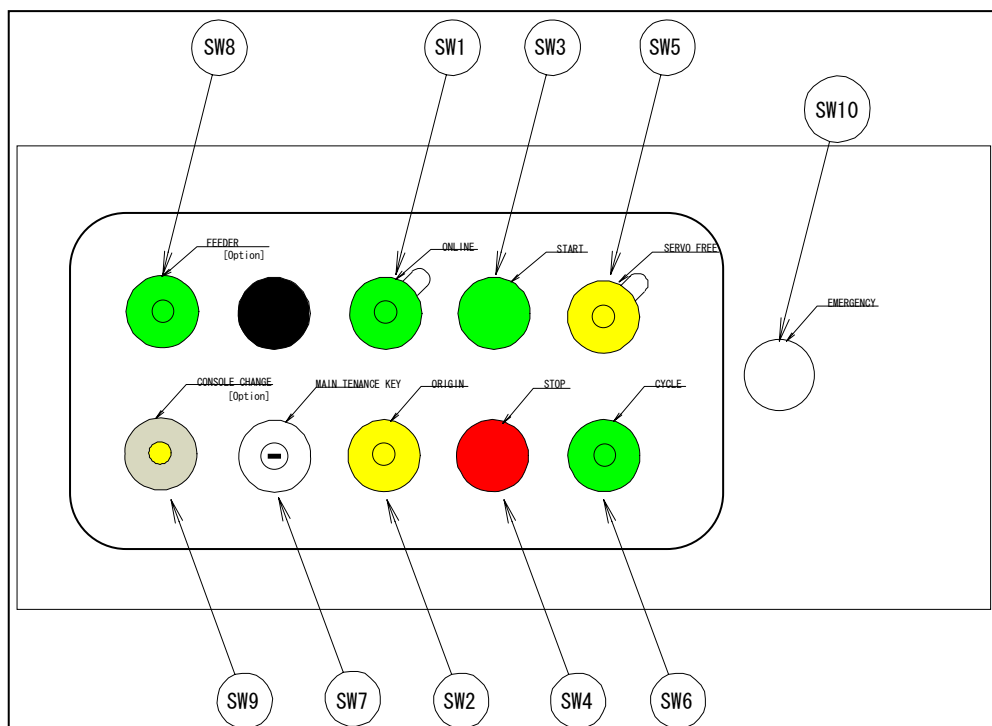 SW8
SW1
SW3
SW5
SW10
FEEDER
[Option]
ONLINE
START
SERVO FREE
EMERGENCY
CONSOLE CHANGE
[Option]
MAIN TENANCE KEY
ORIGIN
STOP
CYCLE
SW9
SW7
SW2
SW4
SW6